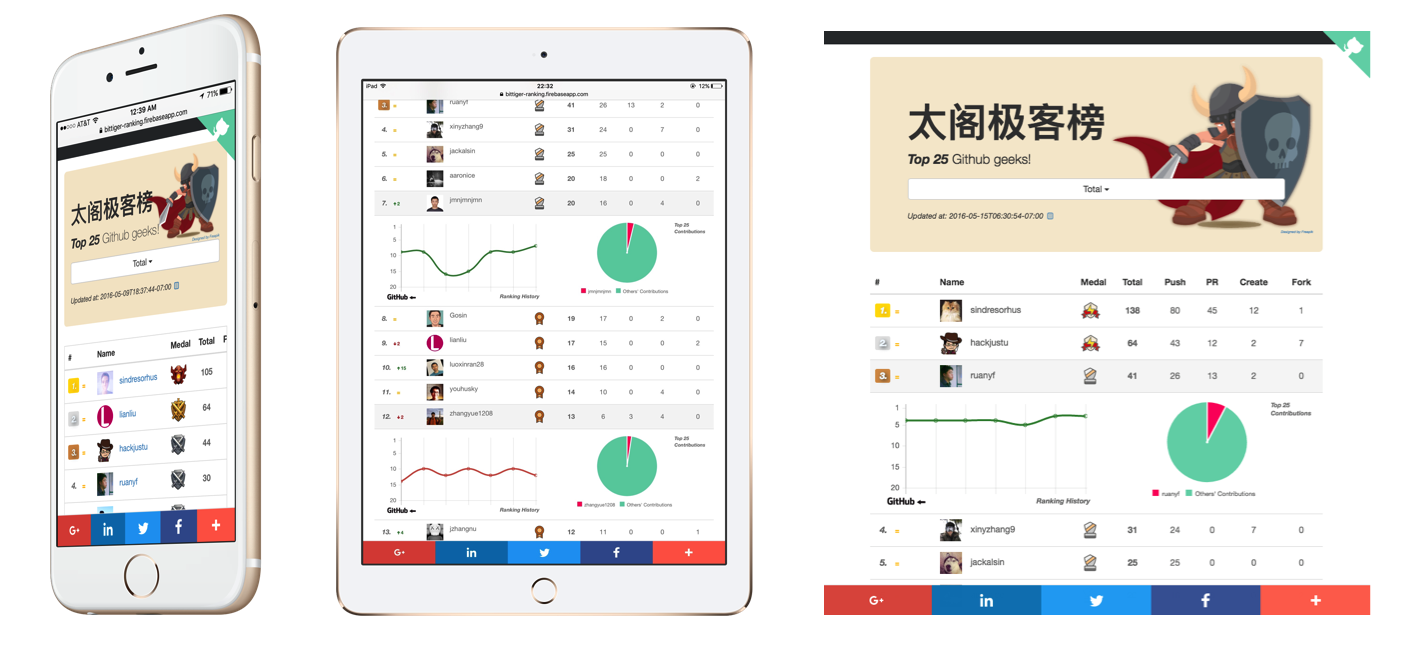 ●●○○○ AT&T 12:39 AM 71%
bittiger-ranking.firebaseapp.com
太阁极客榜
Top 25 Github geeks!
Total
Updated at: 2016-05-09T18:37:44-07:00
# Name Medal Total F
1. = sindresorhus 105
2. = lianliu 64
3. = hackjustu 44
4. = ruanyf 30
G+ in f +
iPad 22:32 12%
bittiger-ranking.firebaseapp.com
3. = ruanyf 41 26 13 2 0
4. = xinyzhang9 31 24 0 7 0
5. = jackalsin 25 25 0 0 0
6. = aaronice 20 18 0 0 2
7. +2 jmnjmnjmn 20 16 0 4 0
1
5
10
15
20
Top 25
Contributions
GitHub Ranking History
jmnjmnjmn Others' Contributions
8. = Gosin 19 17 0 2 0
9. 2 lianliu 17 15 0 0 2
10. 15 luoxinran28 16 16 0 0 0
11. = youhusky 14 10 0 4 0
12. 2 zhangyue1208 13 6 3 4 0
1
5
10
15
20
Top 25
Contributions
GitHub Ranking History
zhangyue1208 Others' Contributions
13. 4 jzhangnu 12 11 0 0 1
G+ in f +
太阁极客榜
Top 25 Github geeks!
Total
Updated at: 2016-05-15T06:30:54-07:00
Designed by Freepik
# Name Medal Total Push PR Create Fork
1. = sindresorhus 138 80 45 12 1
2. = hackjustu 64 43 12 2 7
3. = ruanyf 41 26 13 2 0
1
5
10
15
20
Top 25
Contributions
GitHub Ranking History
ruanyf Others' Contributions
4. = xinyzhang9 31 24 0 7 0
5. = jackalsin 25 25 0 0 0
G+ in f +